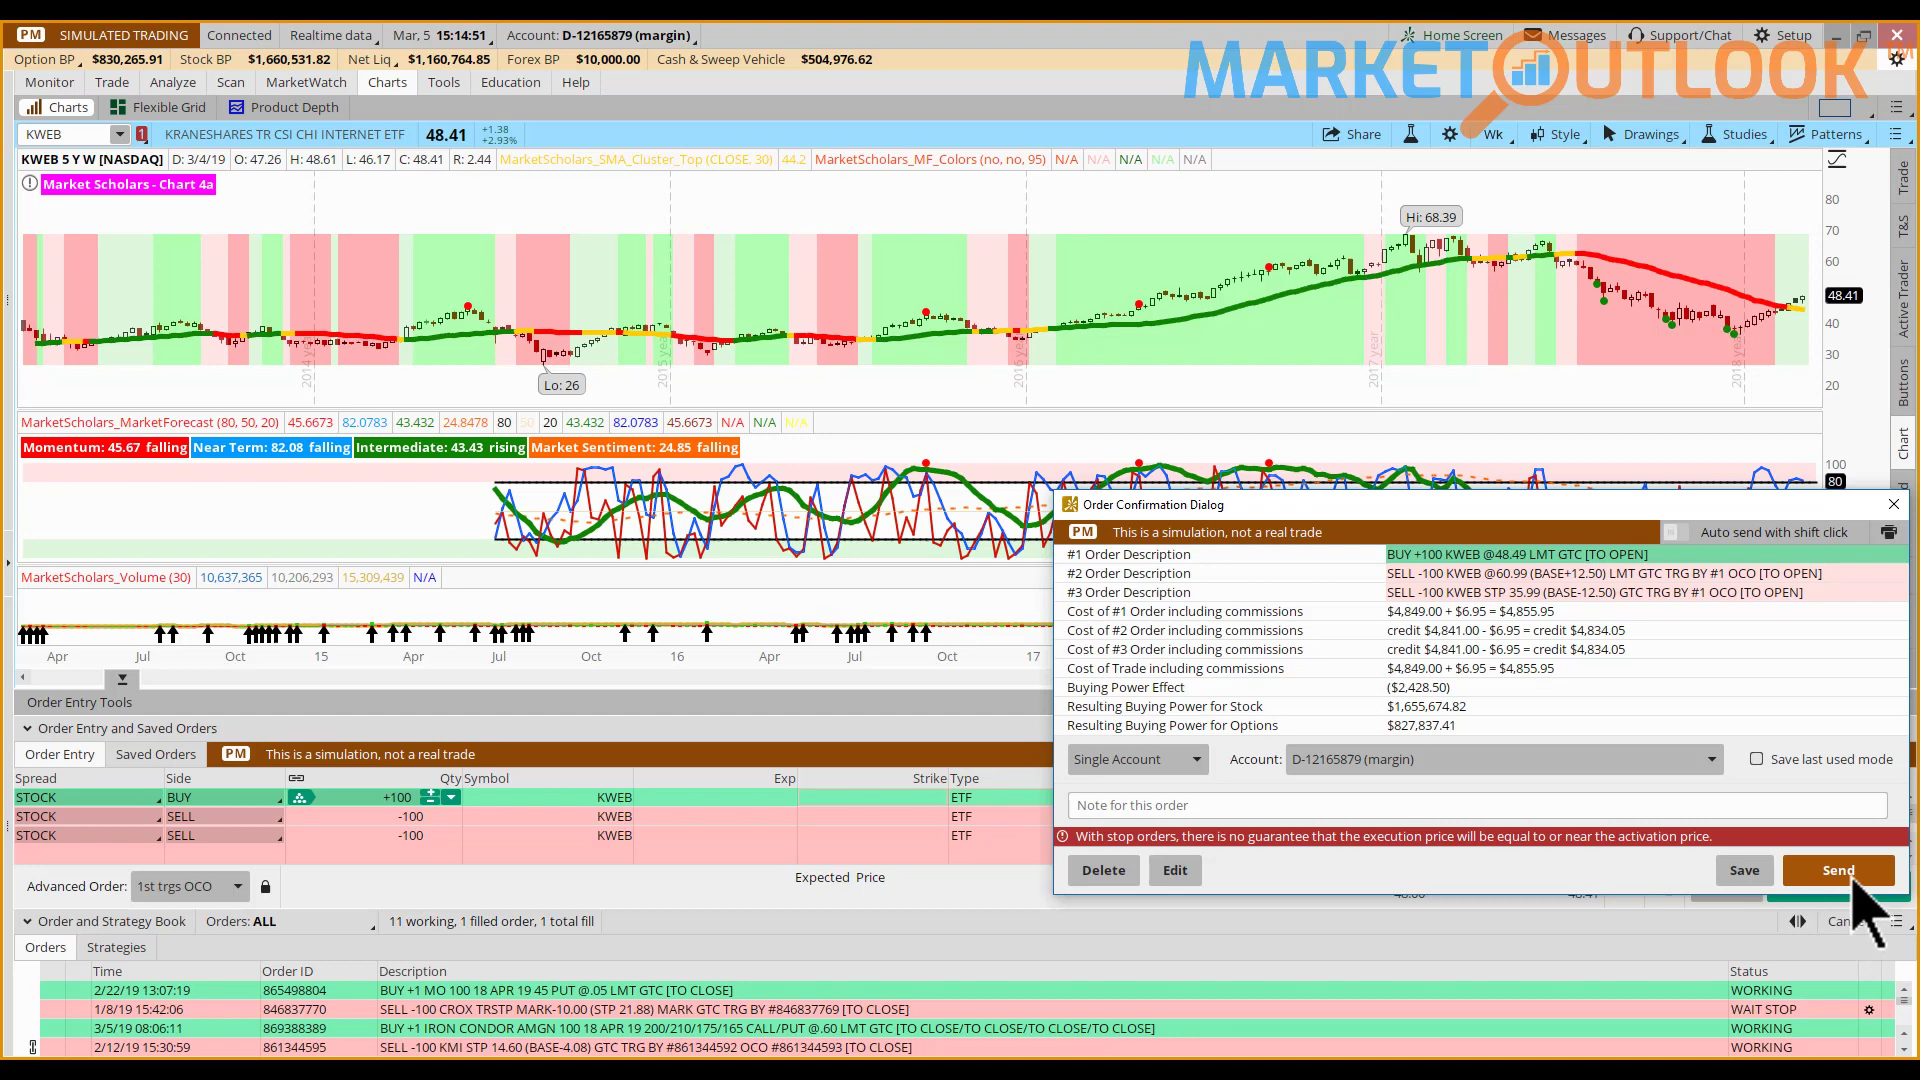 PM SIMULATED TRADING Connected Realtime data Mar, 5 15:14:51 Account: D-12165879 (margin) Home Screen Messages Support/Chat Setup
Option BP $830,265.91 Stock BP $1,660,531.82 Net Liq $1,160,764.85 Forex BP $10,000.00 Cash & Sweep Vehicle $504,976.62
MARKET OUTLOOK TM
Monitor Trade Analyze Scan MarketWatch Charts Tools Education Help
Charts Flexible Grid Product Depth
KWEB 1 KRANESHARES TR CSI CHI INTERNET ETF 48.41 +1.38 +2.93% Share Wk Style Drawings Studies Patterns
KWEB 5 Y W [NASDAQ] D: 3/4/19 O: 47.26 H: 48.61 L: 46.17 C: 48.41 R: 2.44 MarketScholars_SMA_Cluster_Top (CLOSE, 30) 44.2 MarketScholars_MF_Colors (no, no, 95) N/A N/A N/A N/A N/A
Market Scholars - Chart 4a
80
70
60
48.41
40
30
20
Hi: 68.39
Lo: 26
2014 year
2015 year
2016 year
2017 year
2018 year
Trade
T&S
Active Trader
Buttons
Chart
MarketScholars_MarketForecast (80, 50, 20) 45.6673 82.0783 43.432 24.8478 80 50 20 43.432 82.0783 45.6673 N/A N/A N/A
Momentum: 45.67 falling Near Term: 82.08 falling Intermediate: 43.43 rising Market Sentiment: 24.85 falling
100
80
MarketScholars_Volume (30) 10,637,365 10,206,293 15,309,439 N/A
Apr Jul Oct 15 Apr Jul Oct 16 Apr Jul Oct 17
Order Confirmation Dialog
PM This is a simulation, not a real trade Auto send with shift click
#1 Order Description BUY +100 KWEB @48.49 LMT GTC [TO OPEN]
#2 Order Description SELL -100 KWEB @60.99 (BASE+12.50) LMT GTC TRG BY #1 OCO [TO OPEN]
#3 Order Description SELL -100 KWEB STP 35.99 (BASE-12.50) GTC TRG BY #1 OCO [TO OPEN]
Cost of #1 Order including commissions $4,849.00 + $6.95 = $4,855.95
Cost of #2 Order including commissions credit $4,841.00 - $6.95 = credit $4,834.05
Cost of #3 Order including commissions credit $4,841.00 - $6.95 = credit $4,834.05
Cost of Trade including commissions $4,849.00 + $6.95 = $4,855.95
Buying Power Effect ($2,428.50)
Resulting Buying Power for Stock $1,655,674.82
Resulting Buying Power for Options $827,837.41
Single Account Account: D-12165879 (margin) Save last used mode
Note for this order
With stop orders, there is no guarantee that the execution price will be equal to or near the activation price.
Delete Edit Save Send
Order Entry Tools
Order Entry and Saved Orders
Order Entry Saved Orders PM This is a simulation, not a real trade
Spread Side Qty Symbol Exp Strike Type
STOCK BUY +100 KWEB ETF
STOCK SELL -100 KWEB ETF
STOCK SELL -100 KWEB ETF
Advanced Order: 1st trgs OCO Expected Price
Order and Strategy Book Orders: ALL 11 working, 1 filled order, 1 total fill
Orders Strategies
Time Order ID Description Status
2/22/19 13:07:19 865498804 BUY +1 MO 100 18 APR 19 45 PUT @.05 LMT GTC [TO CLOSE] WORKING
1/8/19 15:42:06 846837770 SELL -100 CROX TRSTP MARK-10.00 (STP 21.88) MARK GTC TRG BY #846837769 [TO CLOSE] WAIT STOP
3/5/19 08:06:11 869388389 BUY +1 IRON CONDOR AMGN 100 18 APR 19 200/210/175/165 CALL/PUT @.60 LMT GTC [TO CLOSE/TO CLOSE/TO CLOSE/TO CLOSE] WORKING
2/12/19 15:30:59 861344595 SELL -100 KMI STP 14.60 (BASE-4.08) GTC TRG BY #861344592 OCO #861344593 [TO CLOSE] WORKING